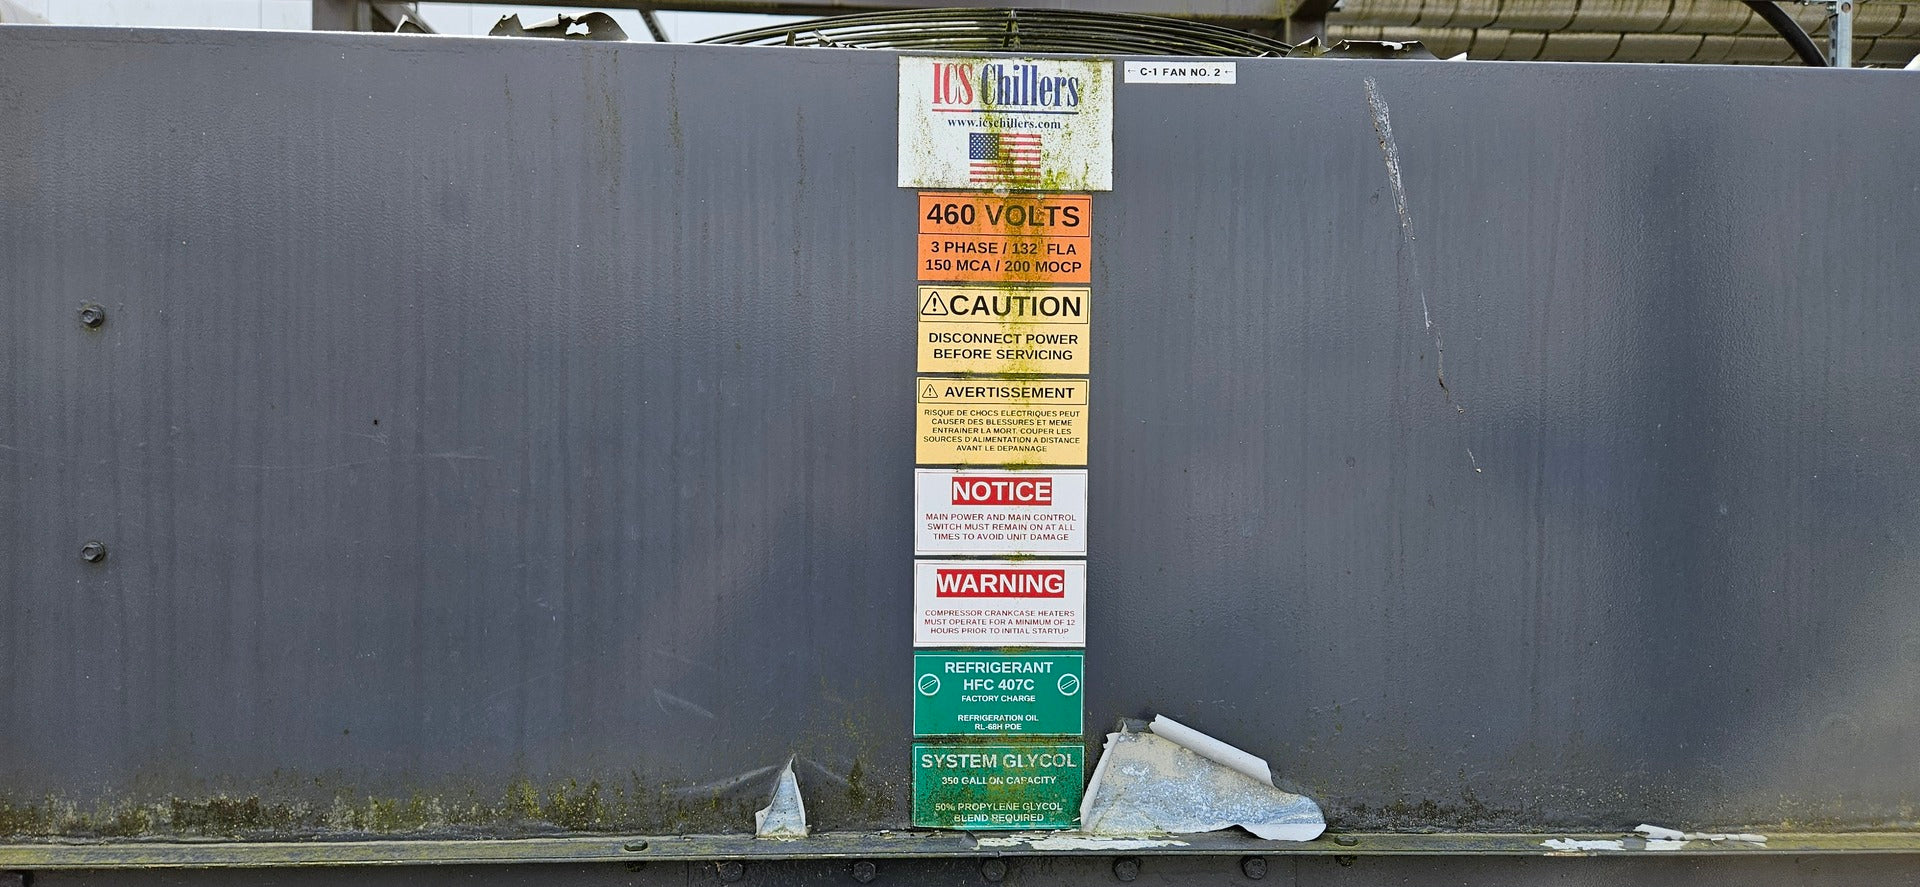 ICS Chillers
www.icschillers.com
← C-1 FAN NO. 2 ←
460 VOLTS
3 PHASE / 132 FLA
150 MCA / 200 MOCP
CAUTION
DISCONNECT POWER
BEFORE SERVICING
AVERTISSEMENT
RISQUE DE CHOCS ELECTRIQUES PEUT
CAUSER DES BLESSURES ET MEME
ENTRAINER LA MORT. COUPER LES
SOURCES D'ALIMENTATION A DISTANCE
AVANT LE DEPANNAGE
NOTICE
MAIN POWER AND MAIN CONTROL
SWITCH MUST REMAIN ON AT ALL
TIMES TO AVOID UNIT DAMAGE
WARNING
COMPRESSOR CRANKCASE HEATERS
MUST OPERATE FOR A MINIMUM OF 12
HOURS PRIOR TO INITIAL STARTUP
REFRIGERANT
HFC 407C
FACTORY CHARGE
REFRIGERATION OIL
RL-68H POE
SYSTEM GLYCOL
350 GALLON CAPACITY
50% PROPYLENE GLYCOL
BLEND REQUIRED